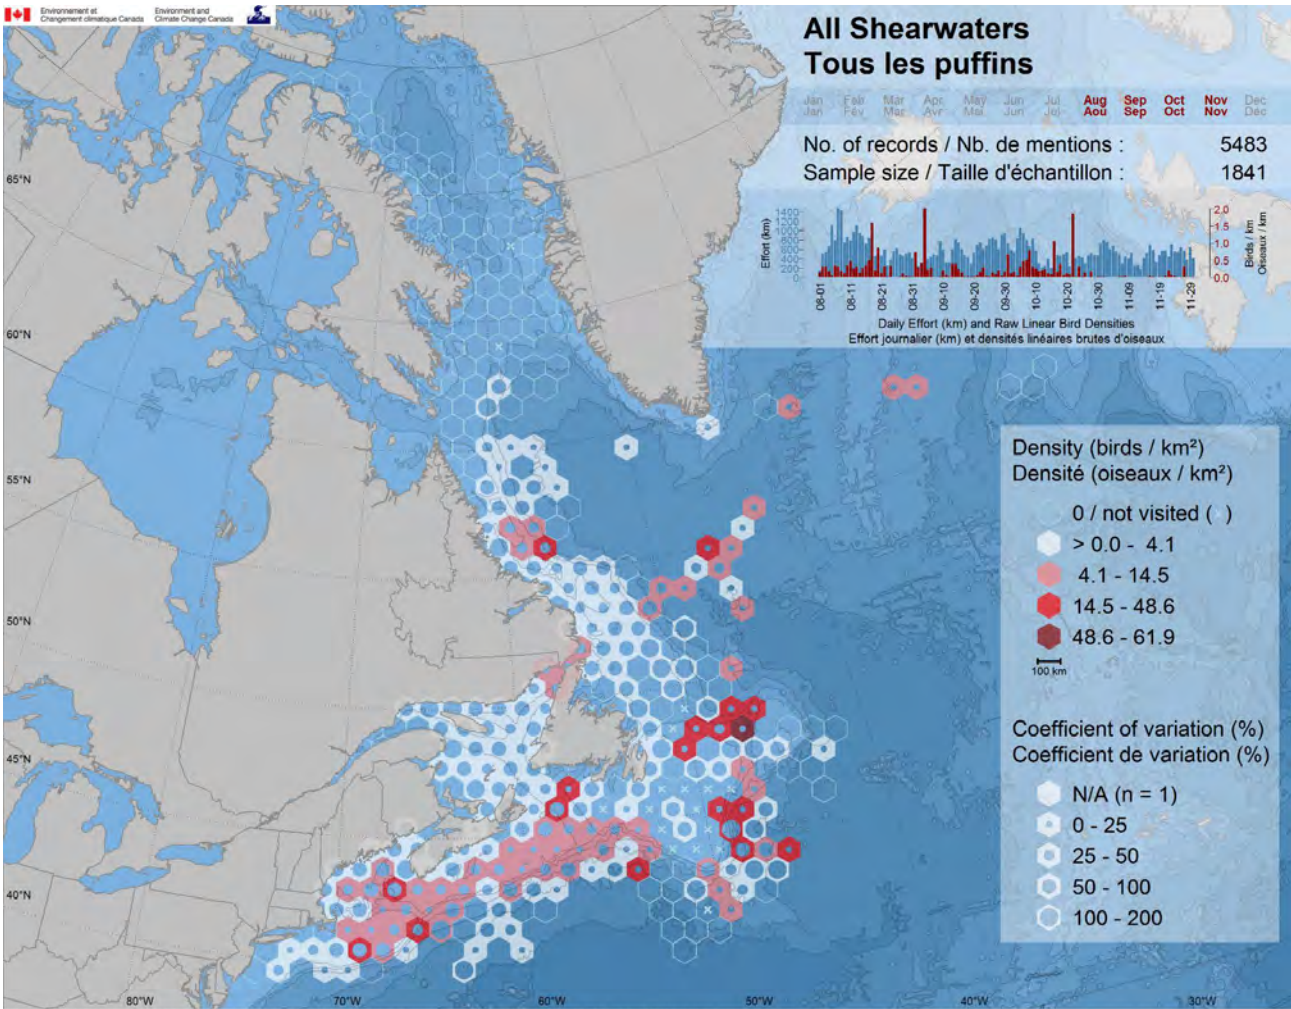 Environnement et
Changement climatique Canada
Environment and
Climate Change Canada
All Shearwaters
Tous les puffins
Jan Feb Mar Apr May Jun Jul Aug Sep Oct Nov Dec
Jan Fév Mar Avr Mai Jun Jul Aou Sep Oct Nov Déc
No. of records / Nb. de mentions : 5483
Sample size / Taille d'échantillon : 1841
Effort (km)
1400
1200
1000
800
600
400
200
0
2.0
1.5
1.0
0.5
0.0
Birds / km
Oiseaux / km
08-01 08-11 08-21 08-31 09-10 09-20 09-30 10-10 10-20 10-30 11-09 11-19 11-29
Daily Effort (km) and Raw Linear Bird Densities
Effort journalier (km) et densités linéaires brutes d'oiseaux
65°N
60°N
55°N
50°N
45°N
40°N
80°W 70°W 60°W 50°W 40°W 30°W
Density (birds / km²)
Densité (oiseaux / km²)
0 / not visited ( )
> 0.0 - 4.1
4.1 - 14.5
14.5 - 48.6
48.6 - 61.9
100 km
Coefficient of variation (%)
Coefficient de variation (%)
N/A (n = 1)
0 - 25
25 - 50
50 - 100
100 - 200